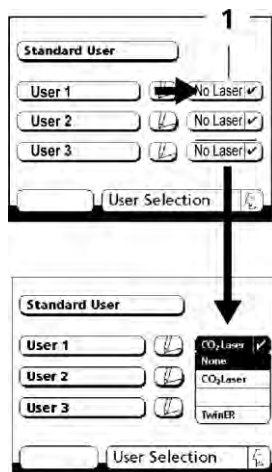 1
Standard User
User 1 No Laser
User 2 No Laser
User 3 No Laser
User Selection
Standard User
User 1 CO₂Laser
None
User 2 CO₂Laser
User 3 TwinER
User Selection